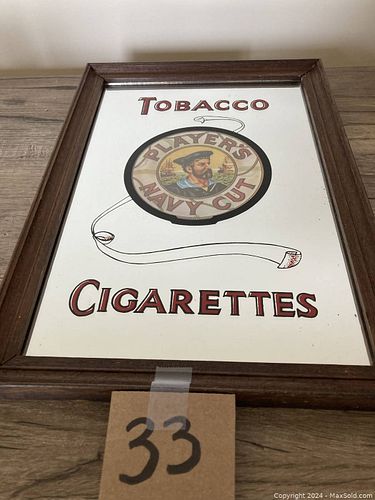 TOBACCO
PLAYER'S
NAVY CUT
CIGARETTES
33
Copyright 2024 - MaxSold.com